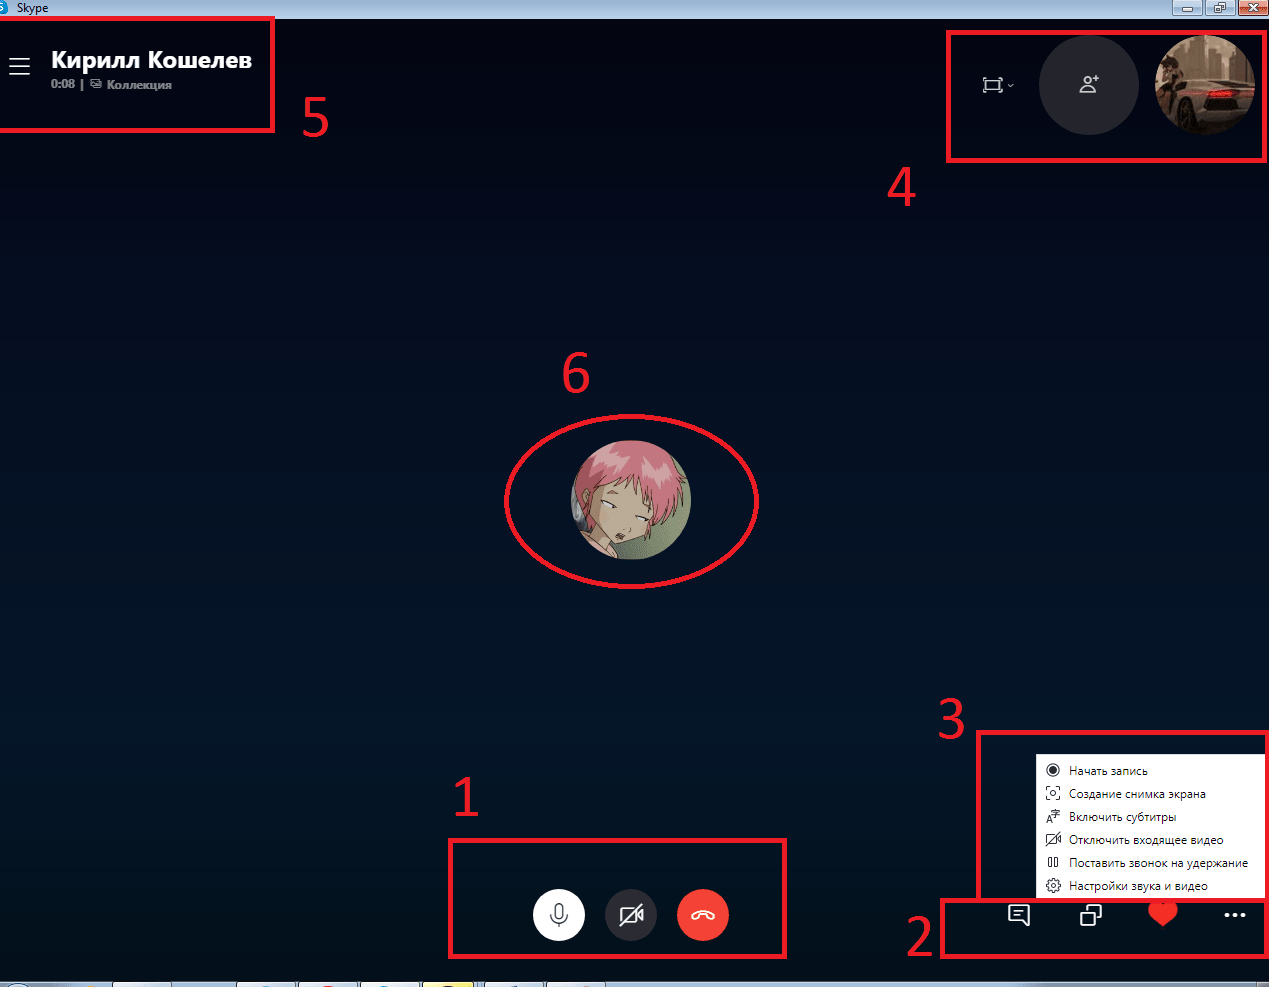 Skype
Кирилл Кошелев
0:08 | Коллекция
5
4
6
3
Начать запись
Создание снимка экрана
Включить субтитры
Отключить входящее видео
Поставить звонок на удержание
Настройки звука и видео
1
2